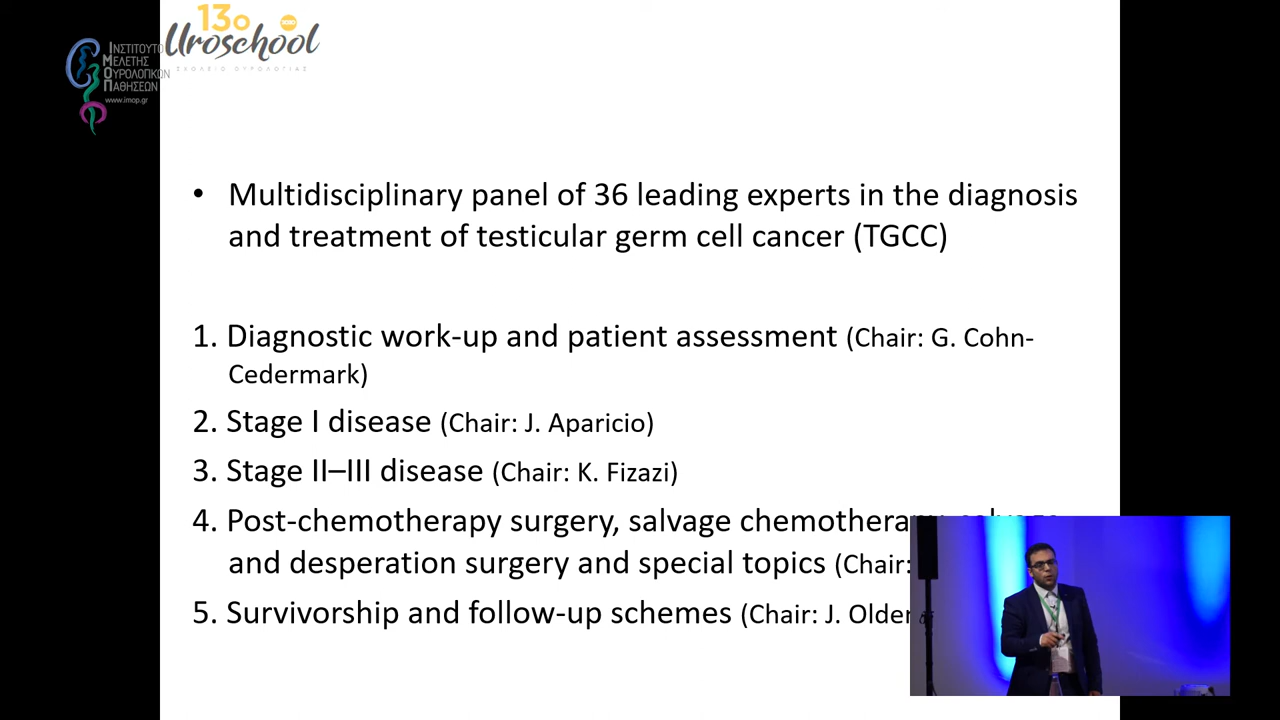 13ο
Uroschool
ΣΧΟΛΕΙΟ ΟΥΡΟΛΟΓΙΑΣ
ΙΝΣΤΙΤΟΥΤΟ
ΜΕΛΕΤΗΣ
ΟΥΡΟΛΟΓΙΚΩΝ
ΠΑΘΗΣΕΩΝ
www.imop.gr
• Multidisciplinary panel of 36 leading experts in the diagnosis
and treatment of testicular germ cell cancer (TGCC)
1. Diagnostic work-up and patient assessment (Chair: G. Cohn-
Cedermark)
2. Stage I disease (Chair: J. Aparicio)
3. Stage II–III disease (Chair: K. Fizazi)
4. Post-chemotherapy surgery, salvage chemotherapy, salvage
and desperation surgery and special topics (Chair:
5. Survivorship and follow-up schemes (Chair: J.